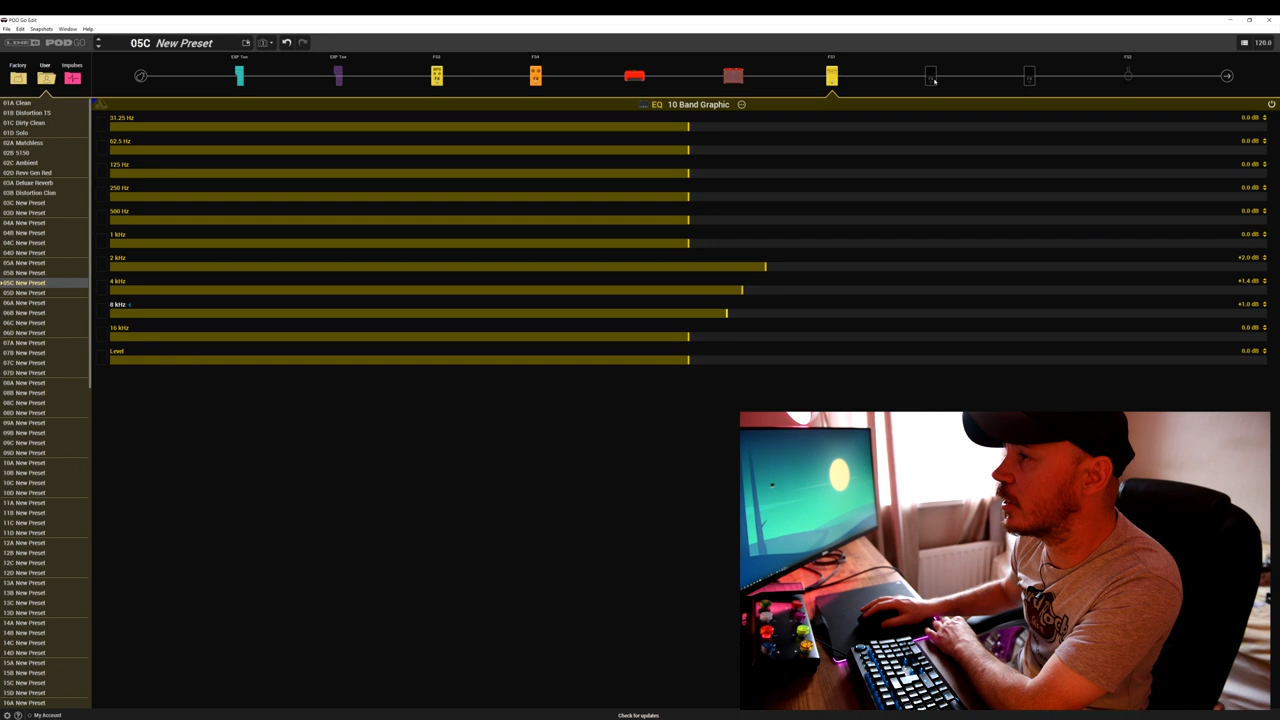 POD Go Edit
File Edit Snapshots Window Help
LINE 6 POD GO
05C New Preset
120.0
Factory User Impulses
EXP Toe EXP Toe FS3 FS4 FS1 FS2
EQ 10 Band Graphic
31.25 Hz 0.0 dB
62.5 Hz 0.0 dB
125 Hz 0.0 dB
250 Hz 0.0 dB
500 Hz 0.0 dB
1 kHz 0.0 dB
2 kHz +2.0 dB
4 kHz +1.4 dB
8 kHz +1.0 dB
16 kHz 0.0 dB
Level 0.0 dB
01A Clean
01B Distortion TS
01C Dirty Clean
01D Solo
02A Matchless
02B 5150
02C Ambient
02D Revv Gen Red
03A Deluxe Reverb
03B Distortion Clon
03C New Preset
03D New Preset
04A New Preset
04B New Preset
04C New Preset
04D New Preset
05A New Preset
05B New Preset
05C New Preset
05D New Preset
06A New Preset
06B New Preset
06C New Preset
06D New Preset
07A New Preset
07B New Preset
07C New Preset
07D New Preset
08A New Preset
08B New Preset
08C New Preset
08D New Preset
09A New Preset
09B New Preset
09C New Preset
09D New Preset
10A New Preset
10B New Preset
10C New Preset
10D New Preset
11A New Preset
11B New Preset
11C New Preset
11D New Preset
12A New Preset
12B New Preset
12C New Preset
12D New Preset
13A New Preset
13B New Preset
13C New Preset
13D New Preset
14A New Preset
14B New Preset
14C New Preset
14D New Preset
15A New Preset
15B New Preset
15C New Preset
15D New Preset
16A New Preset
My Account
Check for updates